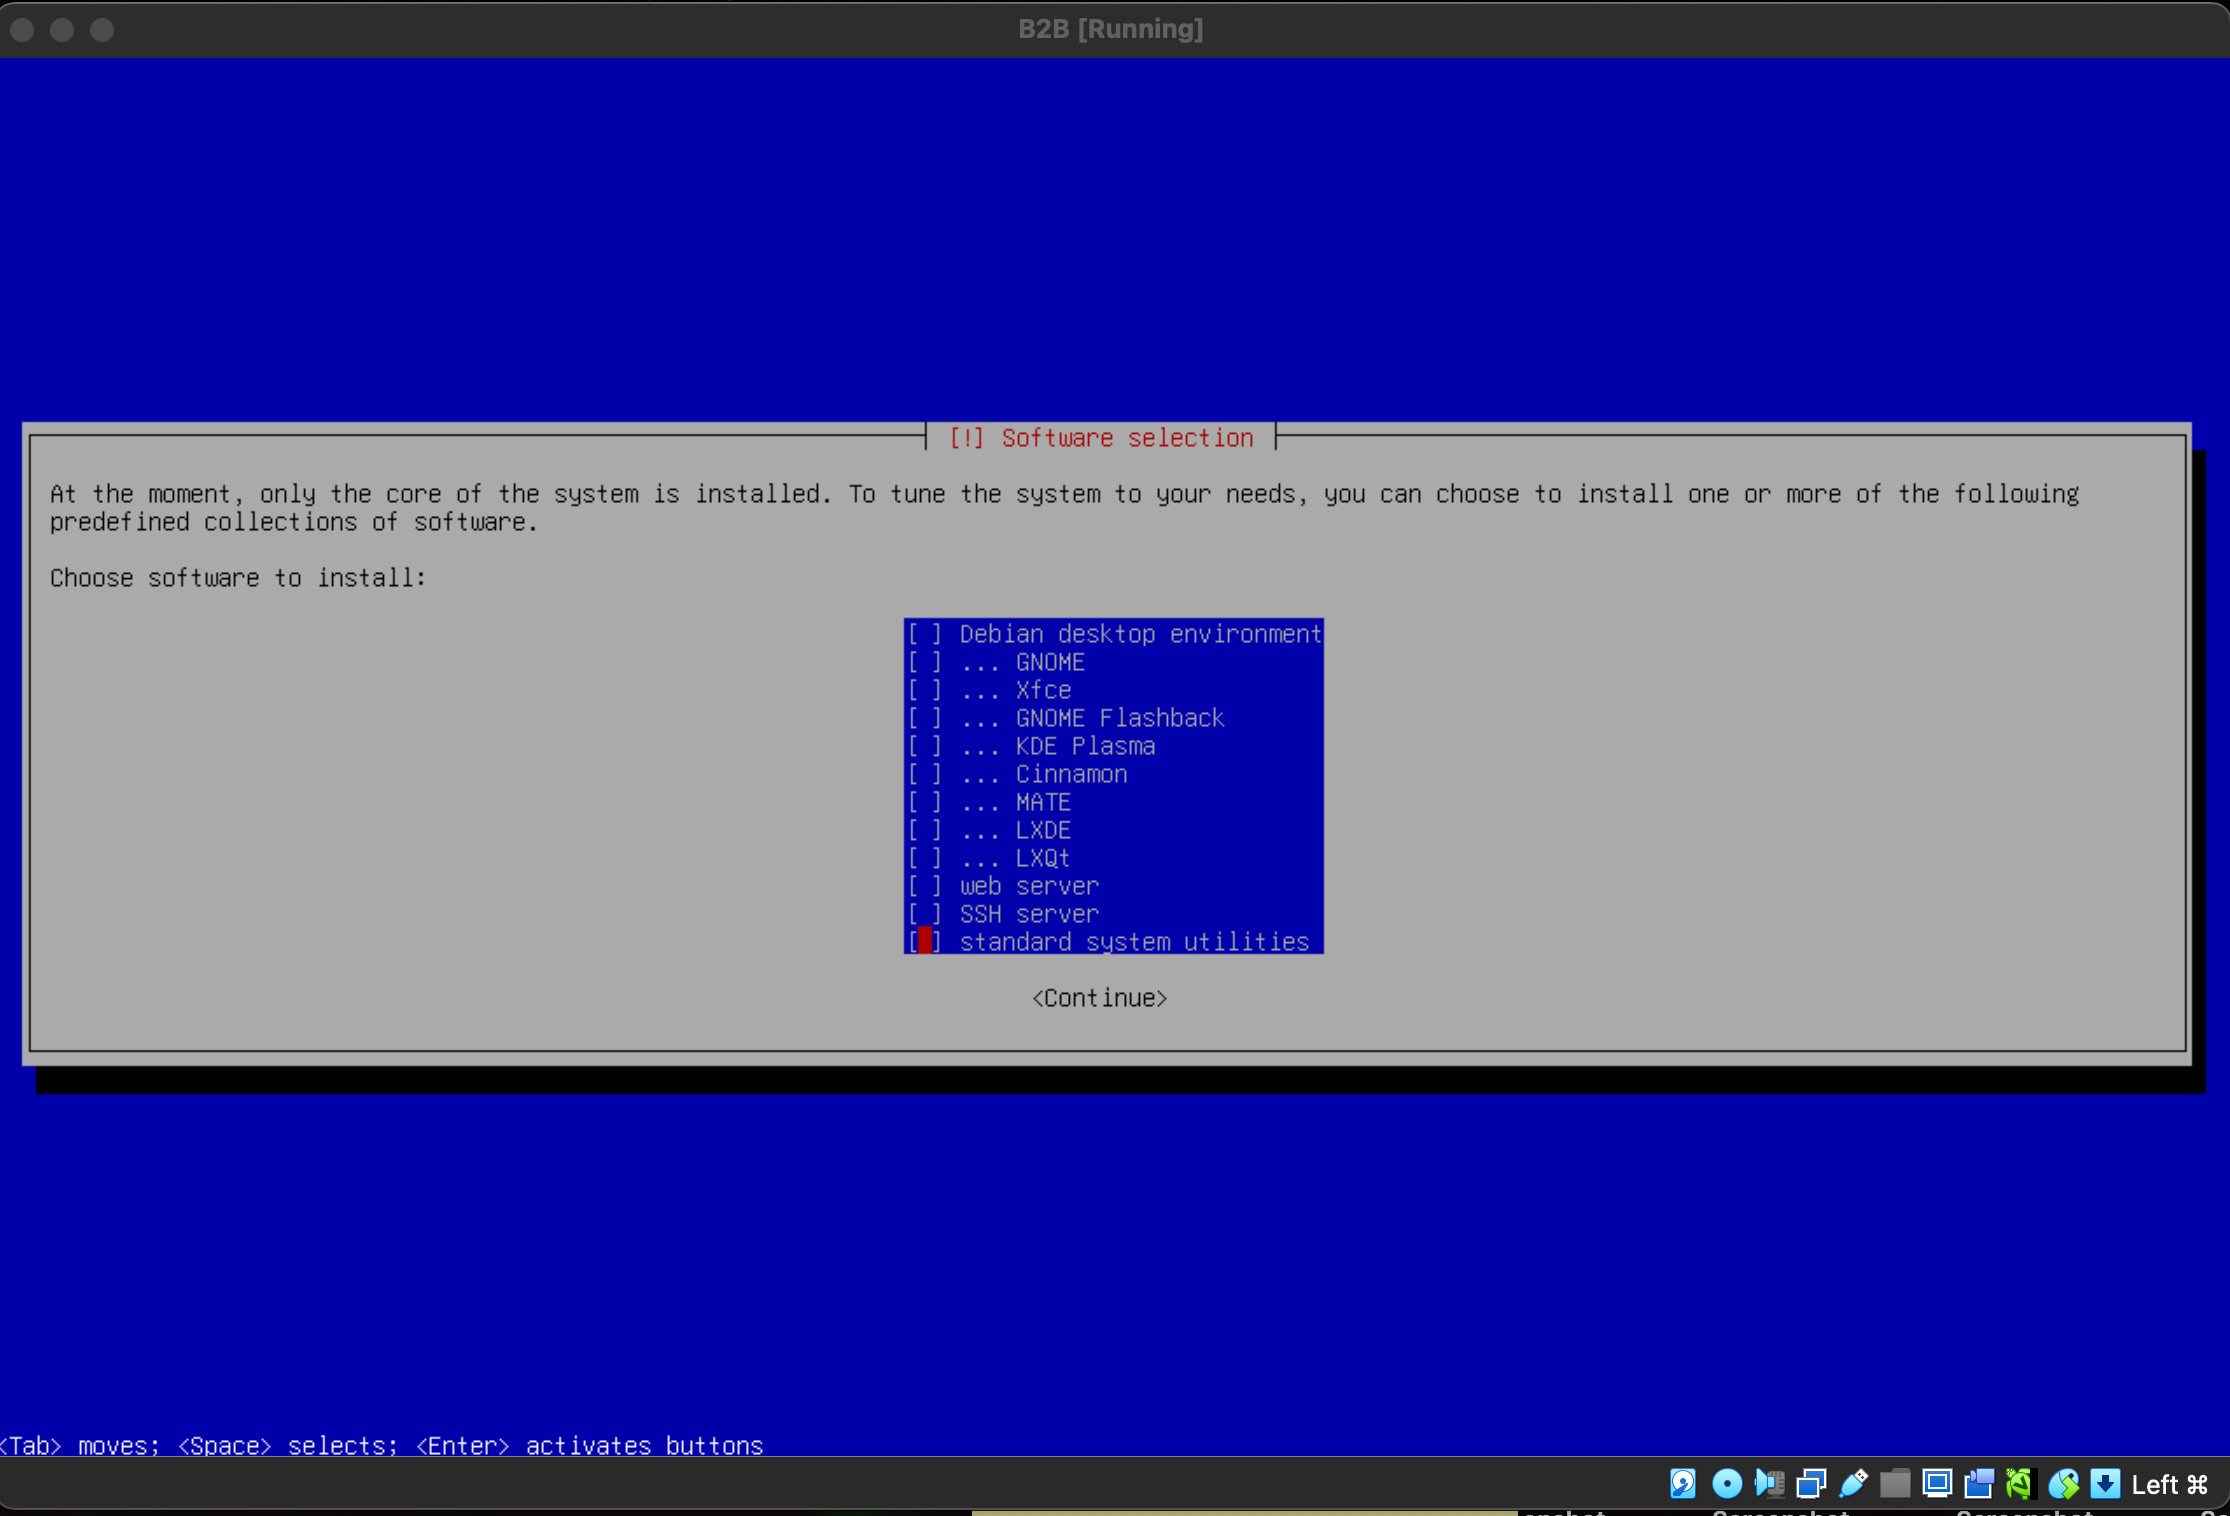 B2B [Running]
[!] Software selection
At the moment, only the core of the system is installed. To tune the system to your needs, you can choose to install one or more of the following
predefined collections of software.
Choose software to install:
[ ] Debian desktop environment
[ ] ... GNOME
[ ] ... Xfce
[ ] ... GNOME Flashback
[ ] ... KDE Plasma
[ ] ... Cinnamon
[ ] ... MATE
[ ] ... LXDE
[ ] ... LXQt
[ ] web server
[ ] SSH server
[ ] standard system utilities
<Continue>
<Tab> moves; <Space> selects; <Enter> activates buttons
Left ⌘